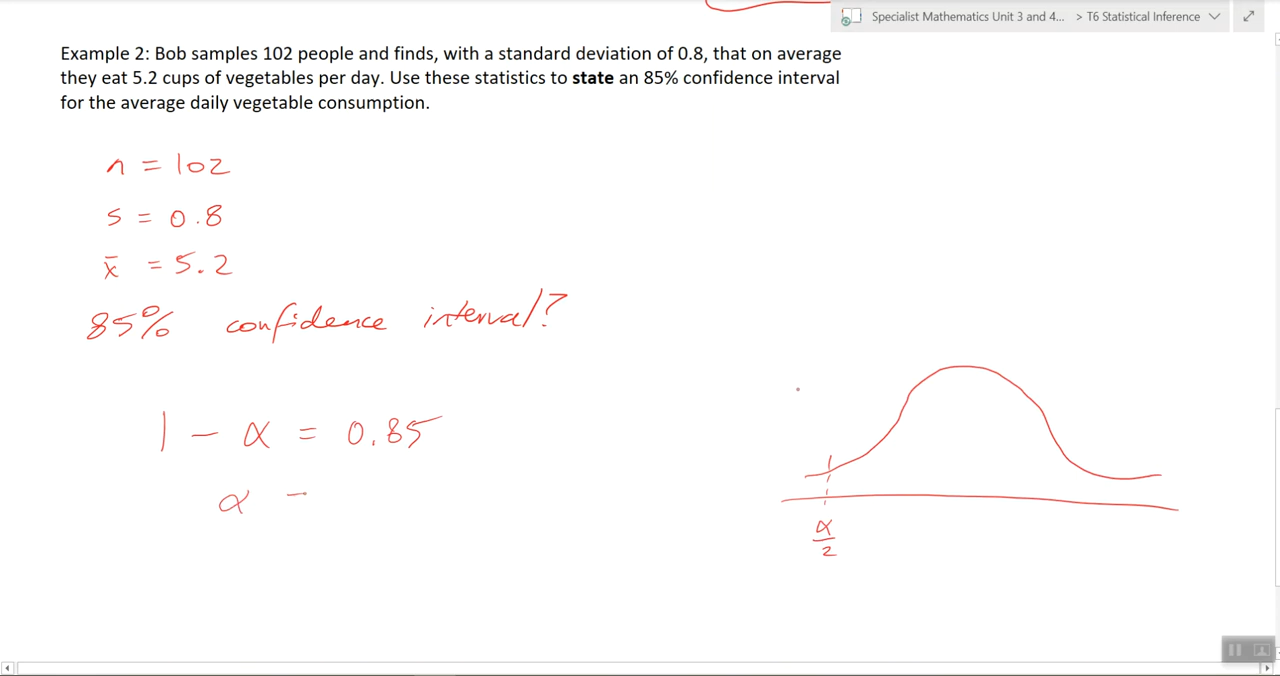 Specialist Mathematics Unit 3 and 4... > T6 Statistical Inference
Example 2: Bob samples 102 people and finds, with a standard deviation of 0.8, that on average
they eat 5.2 cups of vegetables per day. Use these statistics to state an 85% confidence interval
for the average daily vegetable consumption.
n = 102
s = 0.8
x̄ = 5.2
85% confidence interval?
1 - α = 0.85
α -
α/2